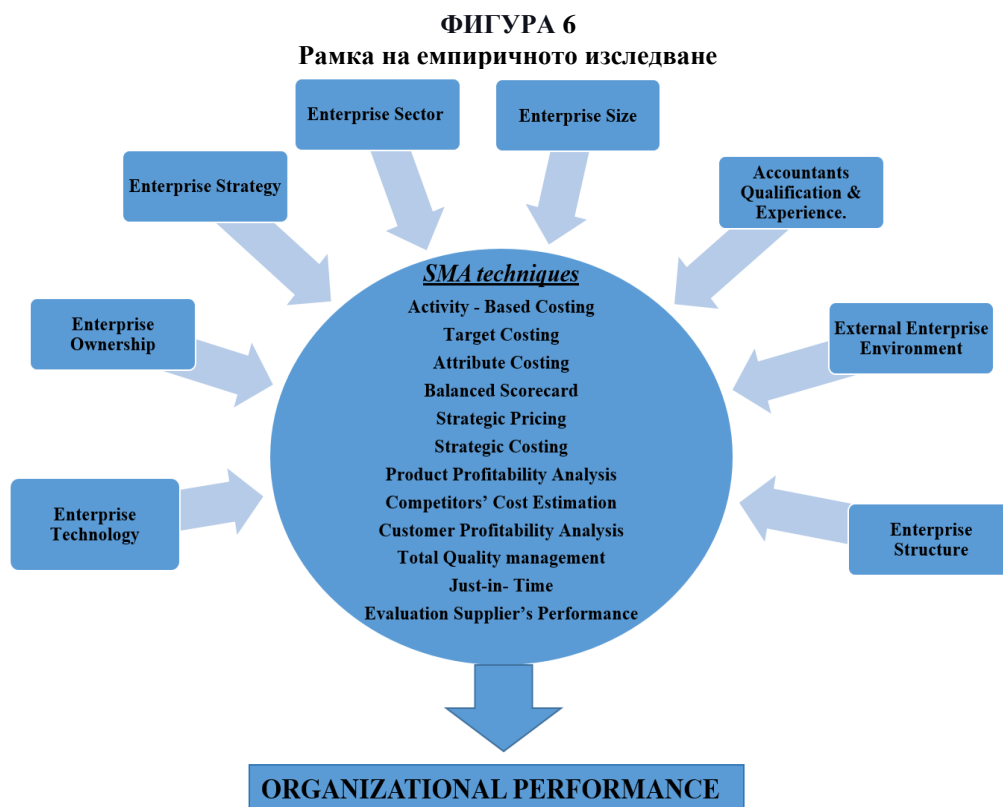 ФИГУРА 6
Рамка на емпиричното изследване
Enterprise Sector
Enterprise Size
Enterprise Strategy
Accountants
Qualification &
Experience.
Enterprise
Ownership
External Enterprise
Environment
Enterprise
Technology
Enterprise
Structure
SMA techniques
Activity - Based Costing
Target Costing
Attribute Costing
Balanced Scorecard
Strategic Pricing
Strategic Costing
Product Profitability Analysis
Competitors’ Cost Estimation
Customer Profitability Analysis
Total Quality management
Just-in- Time
Evaluation Supplier’s Performance
ORGANIZATIONAL PERFORMANCE